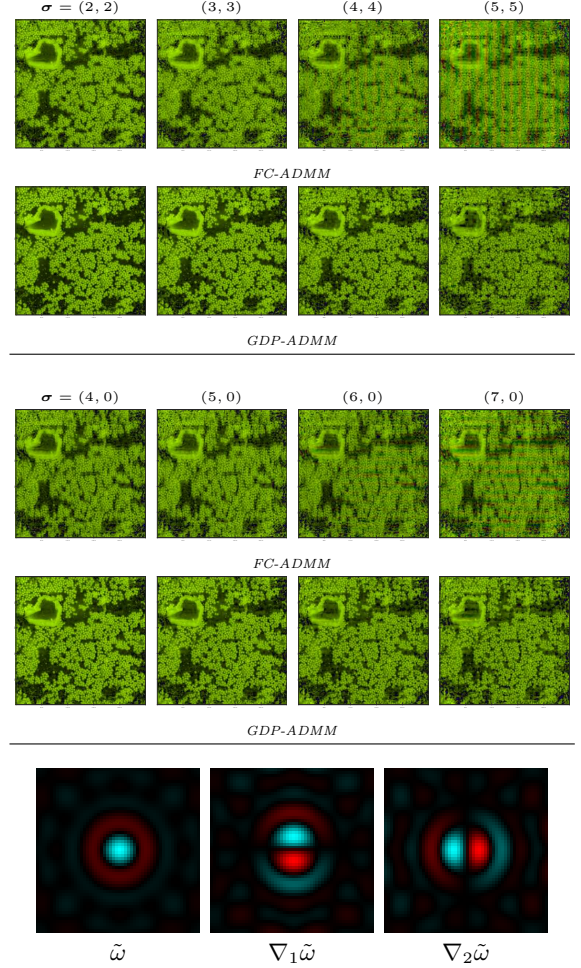 σ = (2, 2) (3, 3) (4, 4) (5, 5)
FC-ADMM
GDP-ADMM
σ = (4, 0) (5, 0) (6, 0) (7, 0)
FC-ADMM
GDP-ADMM
ω̃ ∇₁ω̃ ∇₂ω̃